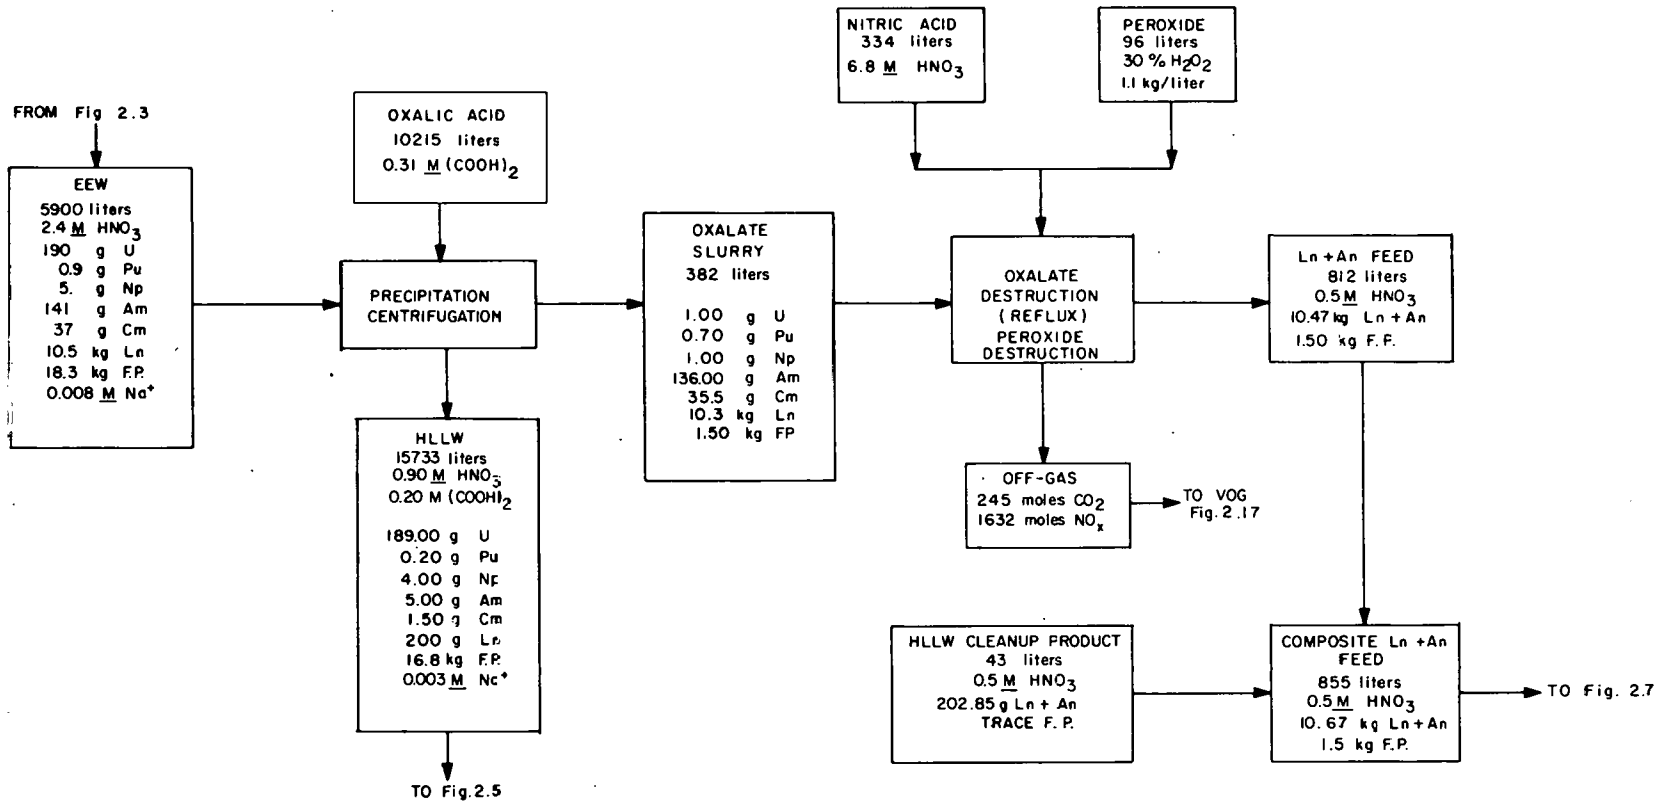 FROM Fig 2.3
EEW
5900 liters
2.4 M HNO3
190 g U
0.9 g Pu
5. g Np
141 g Am
37 g Cm
10.5 kg Ln
18.3 kg F.P.
0.008 M Na+
OXALIC ACID
10215 liters
0.31 M (COOH)2
PRECIPITATION
CENTRIFUGATION
HLLW
15733 liters
0.90 M HNO3
0.20 M (COOH)2
189.00 g U
0.20 g Pu
4.00 g Np
5.00 g Am
1.50 g Cm
200 g Ln
16.8 kg F.P.
0.003 M Na+
TO Fig. 2.5
OXALATE
SLURRY
382 liters
1.00 g U
0.70 g Pu
1.00 g Np
136.00 g Am
35.5 g Cm
10.3 kg Ln
1.50 kg FP
NITRIC ACID
334 liters
6.8 M HNO3
PEROXIDE
96 liters
30 % H2O2
1.1 kg/liter
OXALATE
DESTRUCTION
(REFLUX)
PEROXIDE
DESTRUCTION
OFF-GAS
245 moles CO2
1632 moles NOx
TO VOG
Fig. 2.17
Ln + An FEED
812 liters
0.5 M HNO3
10.47 kg Ln + An
1.50 kg F.P.
HLLW CLEANUP PRODUCT
43 liters
0.5 M HNO3
202.85 g Ln + An
TRACE F.P.
COMPOSITE Ln + An
FEED
855 liters
0.5 M HNO3
10.67 kg Ln + An
1.5 kg F.P.
TO Fig. 2.7